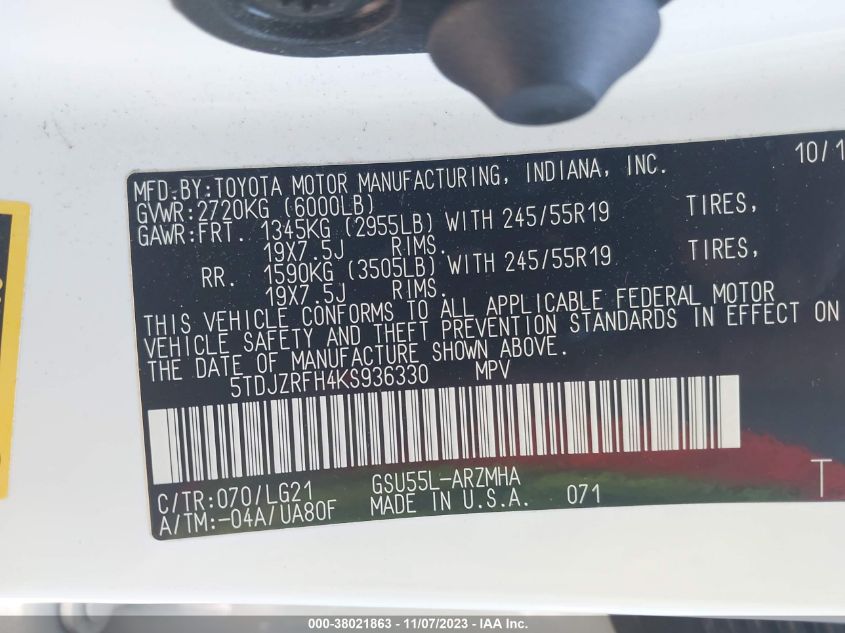 10/1
MFD.BY:TOYOTA MOTOR MANUFACTURING, INDIANA, INC.
GVWR:2720KG (6000LB)
GAWR:FRT. 1345KG (2955LB) WITH 245/55R19 TIRES,
19X7.5J RIMS.
RR. 1590KG (3505LB) WITH 245/55R19 TIRES,
19X7.5J RIMS.
THIS VEHICLE CONFORMS TO ALL APPLICABLE FEDERAL MOTOR
VEHICLE SAFETY AND THEFT PREVENTION STANDARDS IN EFFECT ON
THE DATE OF MANUFACTURE SHOWN ABOVE.
5TDJZRFH4KS936330 MPV
C/TR:070/LG21 GSU55L-ARZMHA
A/TM:-04A/UA80F MADE IN U.S.A. 071 T
000-38021863 - 11/07/2023 - IAA Inc.